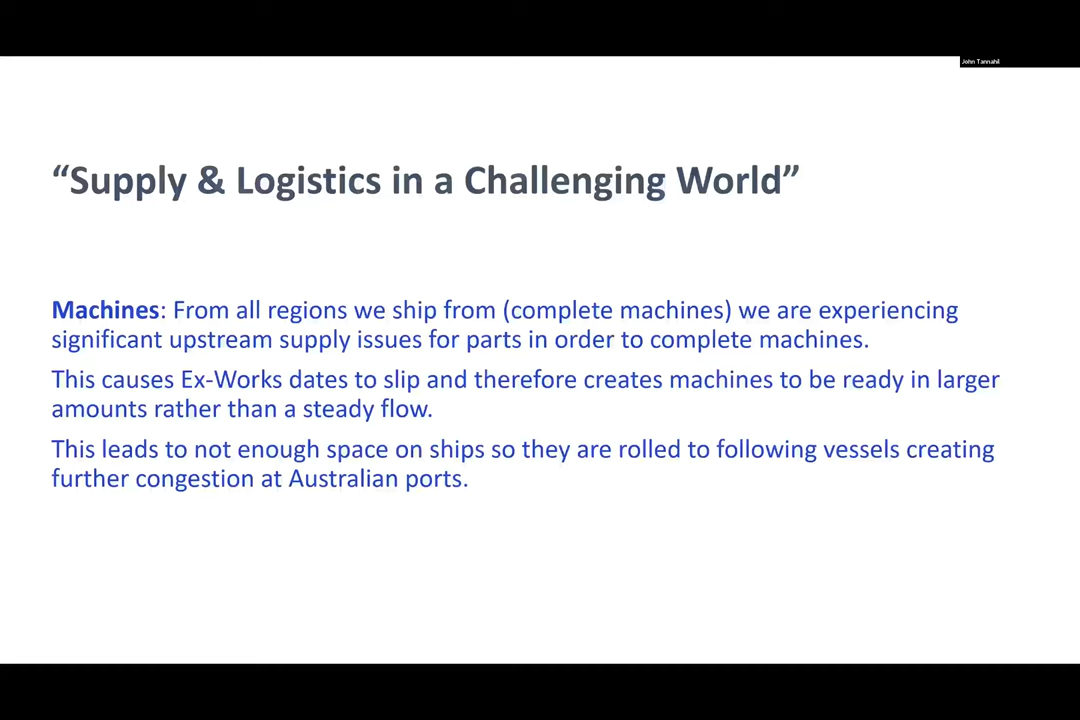 John Tannahil
“Supply & Logistics in a Challenging World”
Machines: From all regions we ship from (complete machines) we are experiencing
significant upstream supply issues for parts in order to complete machines.
This causes Ex-Works dates to slip and therefore creates machines to be ready in larger
amounts rather than a steady flow.
This leads to not enough space on ships so they are rolled to following vessels creating
further congestion at Australian ports.